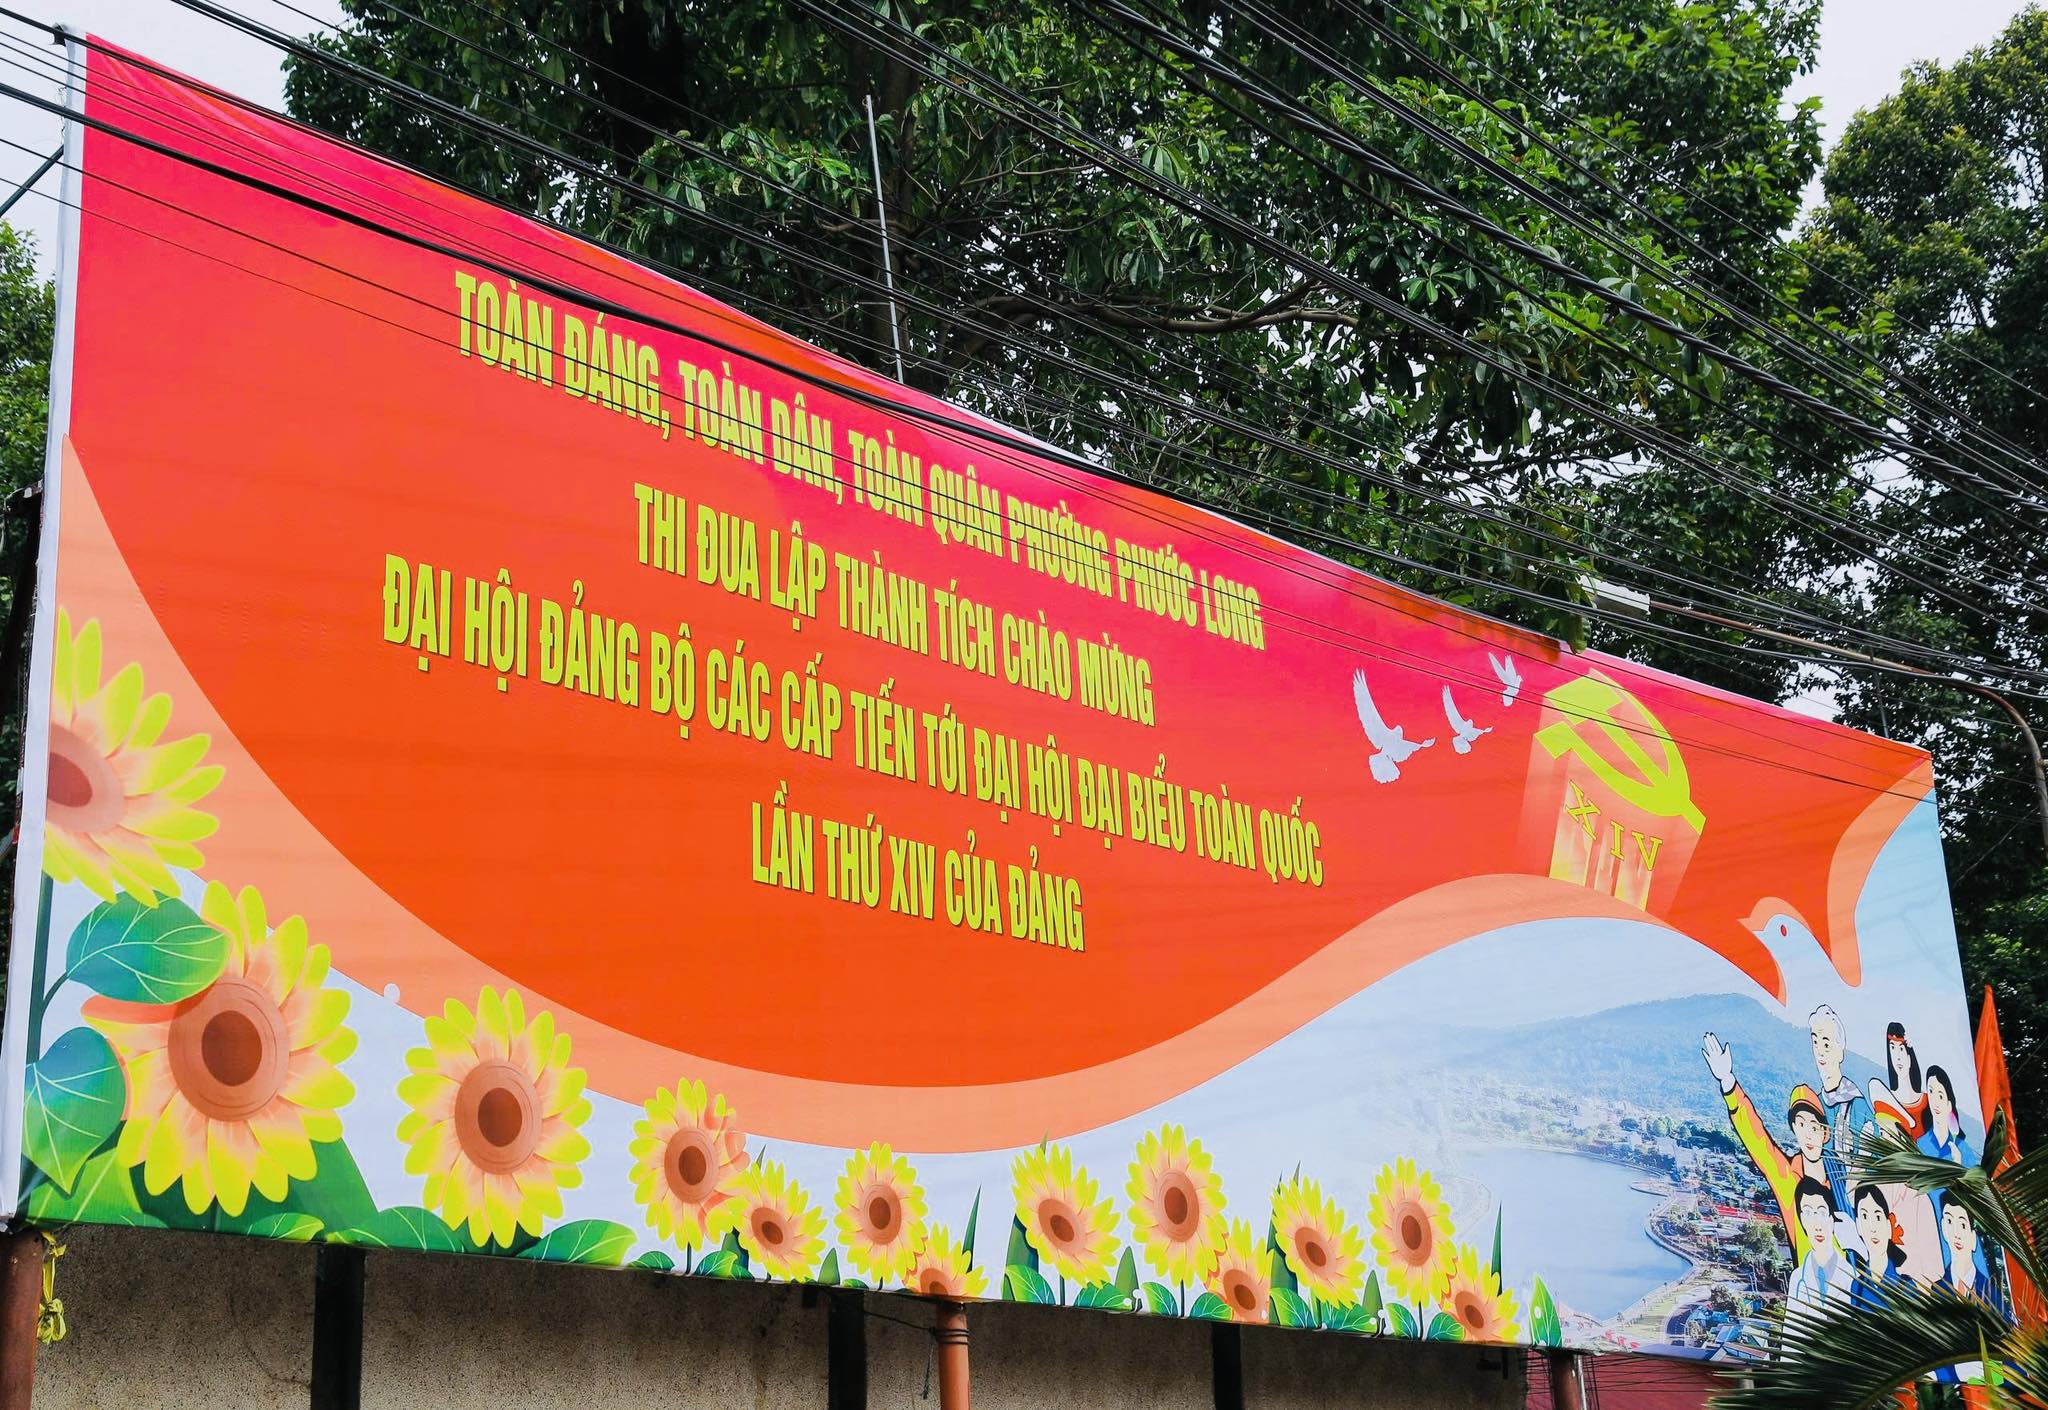 TOÀN ĐẢNG, TOÀN DÂN, TOÀN QUÂN PHƯỜNG PHƯỚC LONG
THI ĐUA LẬP THÀNH TÍCH CHÀO MỪNG
ĐẠI HỘI ĐẢNG BỘ CÁC CẤP TIẾN TỚI ĐẠI HỘI ĐẠI BIỂU TOÀN QUỐC
LẦN THỨ XIV CỦA ĐẢNG
XIV